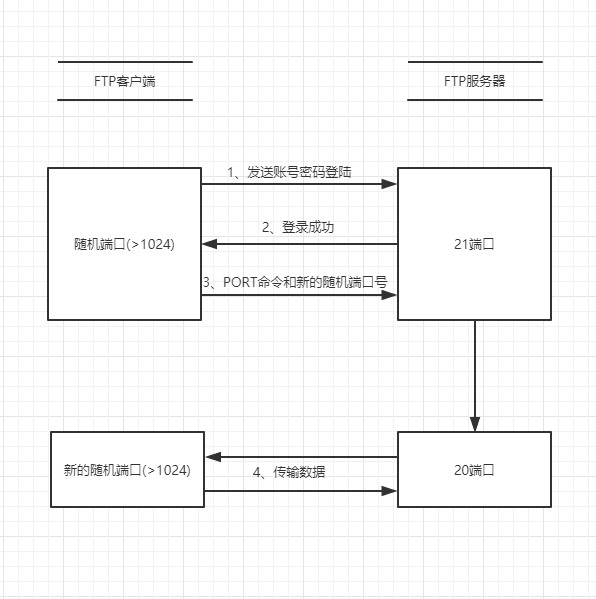 FTP客户端
FTP服务器
1、发送账号密码登陆
随机端口(>1024)
2、登录成功
21端口
3、PORT命令和新的随机端口号
新的随机端口(>1024)
4、传输数据
20端口